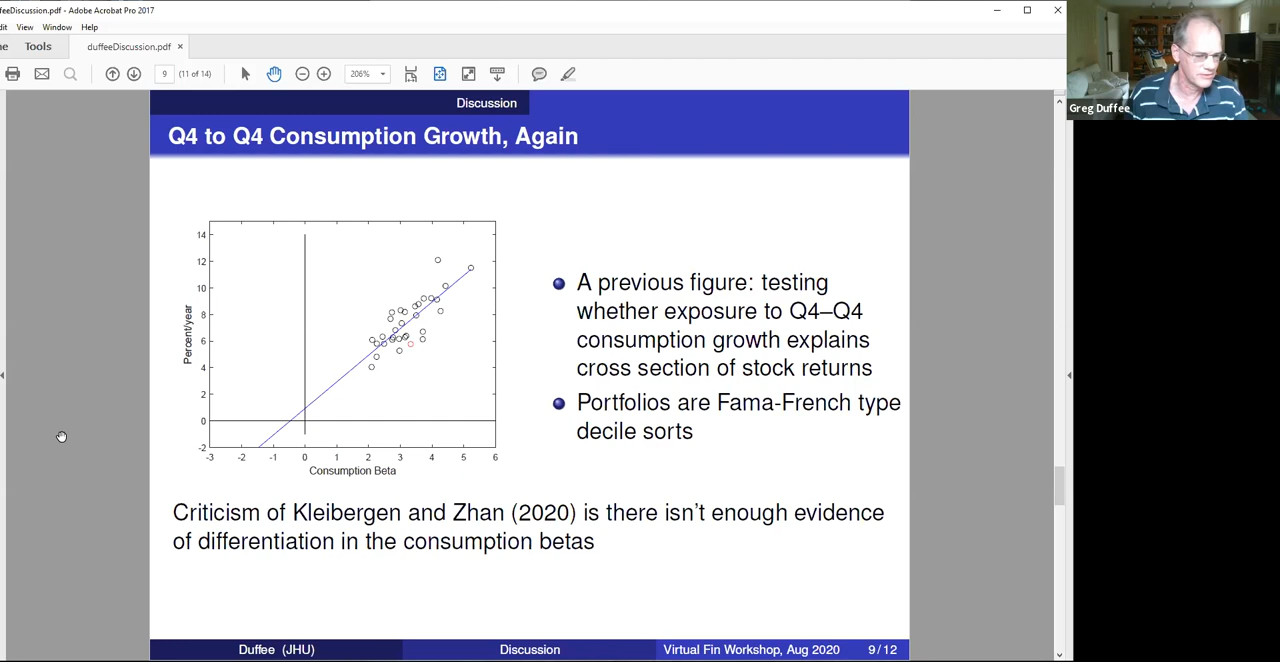 feeDiscussion.pdf - Adobe Acrobat Pro 2017
dit View Window Help
ne Tools duffeeDiscussion.pdf ×
9 (11 of 14) 206%
Greg Duffee
Discussion
Q4 to Q4 Consumption Growth, Again
14
12
10
8
6
4
2
0
-2
Percent/year
-3 -2 -1 0 1 2 3 4 5 6
Consumption Beta
A previous figure: testing
whether exposure to Q4–Q4
consumption growth explains
cross section of stock returns
Portfolios are Fama-French type
decile sorts
Criticism of Kleibergen and Zhan (2020) is there isn't enough evidence
of differentiation in the consumption betas
Duffee (JHU) Discussion Virtual Fin Workshop, Aug 2020 9 / 12